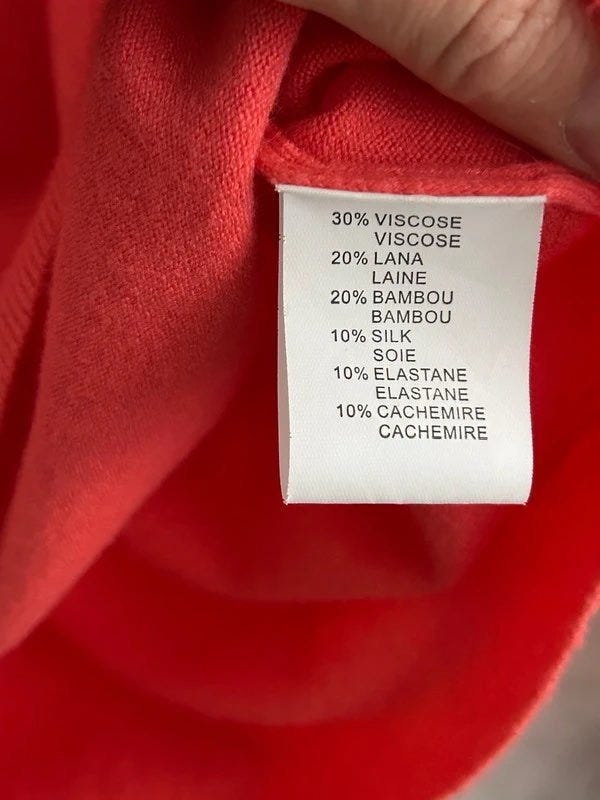 30% VISCOSE
VISCOSE
20% LANA
LAINE
20% BAMBOU
BAMBOU
10% SILK
SOIE
10% ELASTANE
ELASTANE
10% CACHEMIRE
CACHEMIRE